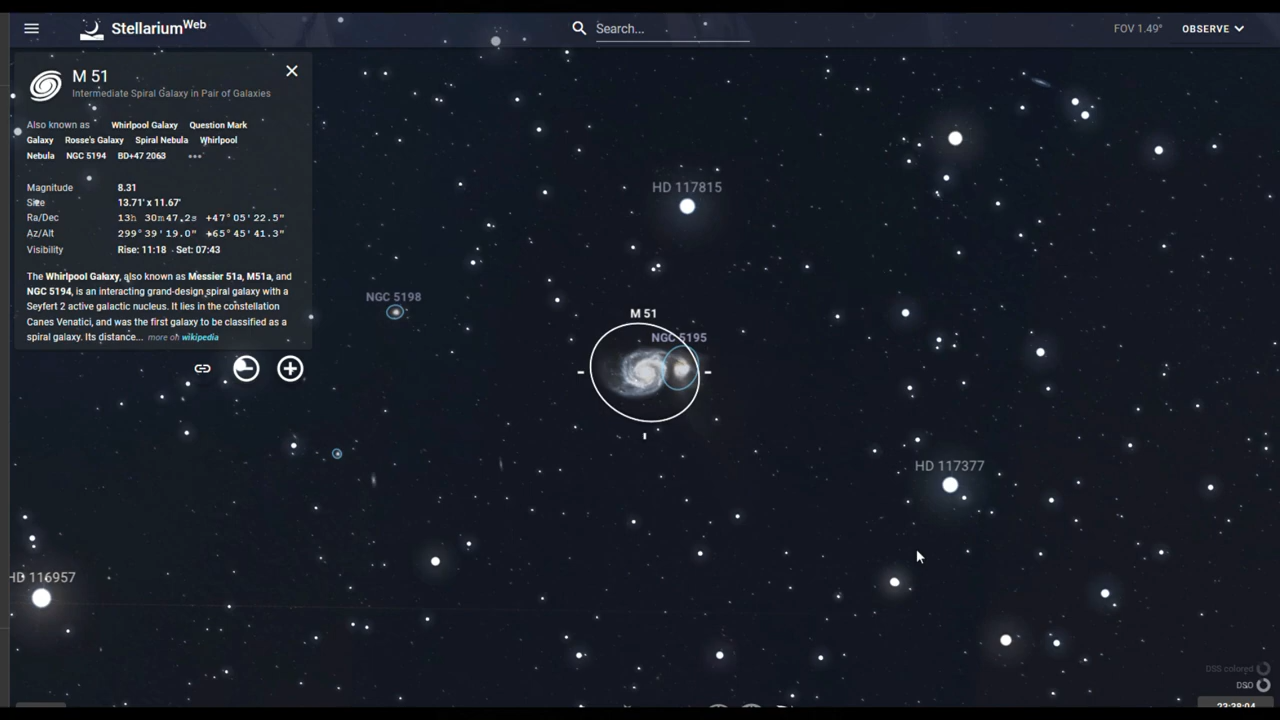 StellariumWeb
Search...
FOV 1.49°
OBSERVE
M 51
Intermediate Spiral Galaxy in Pair of Galaxies
Also known as Whirlpool Galaxy Question Mark
Galaxy Rosse's Galaxy Spiral Nebula Whirlpool
Nebula NGC 5194 BD+47 2063 •••
Magnitude 8.31
Size 13.71' x 11.67'
Ra/Dec 13h 30m47.2s +47°05'22.5"
Az/Alt 299°39'19.0" +65°45'41.3"
Visibility Rise: 11:18 Set: 07:43
The Whirlpool Galaxy, also known as Messier 51a, M51a, and
NGC 5194, is an interacting grand-design spiral galaxy with a
Seyfert 2 active galactic nucleus. It lies in the constellation
Canes Venatici, and was the first galaxy to be classified as a
spiral galaxy. Its distance... more on wikipedia
HD 117815
NGC 5198
M 51
NGC 5195
HD 117377
HD 116957
DSS colored
DSO
23:38:04